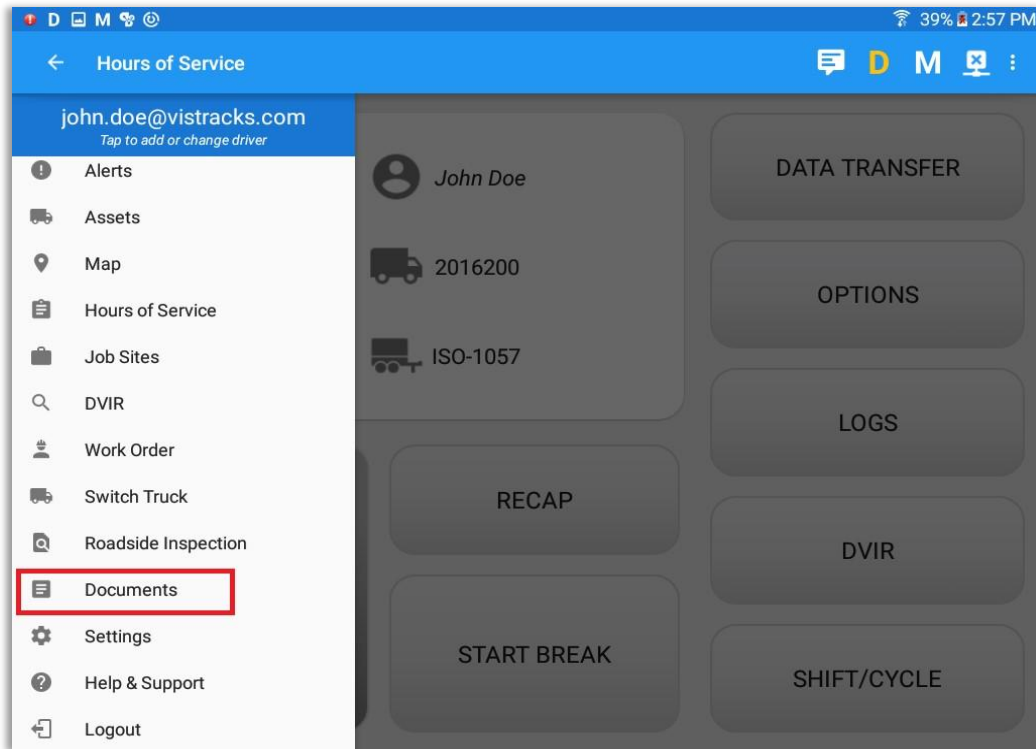 D M 39% 2:57 PM
Hours of Service D M
john.doe@vistracks.com
Tap to add or change driver
Alerts
Assets
Map
Hours of Service
Job Sites
DVIR
Work Order
Switch Truck
Roadside Inspection
Documents
Settings
Help & Support
Logout
John Doe
2016200
ISO-1057
RECAP
START BREAK
DATA TRANSFER
OPTIONS
LOGS
DVIR
SHIFT/CYCLE